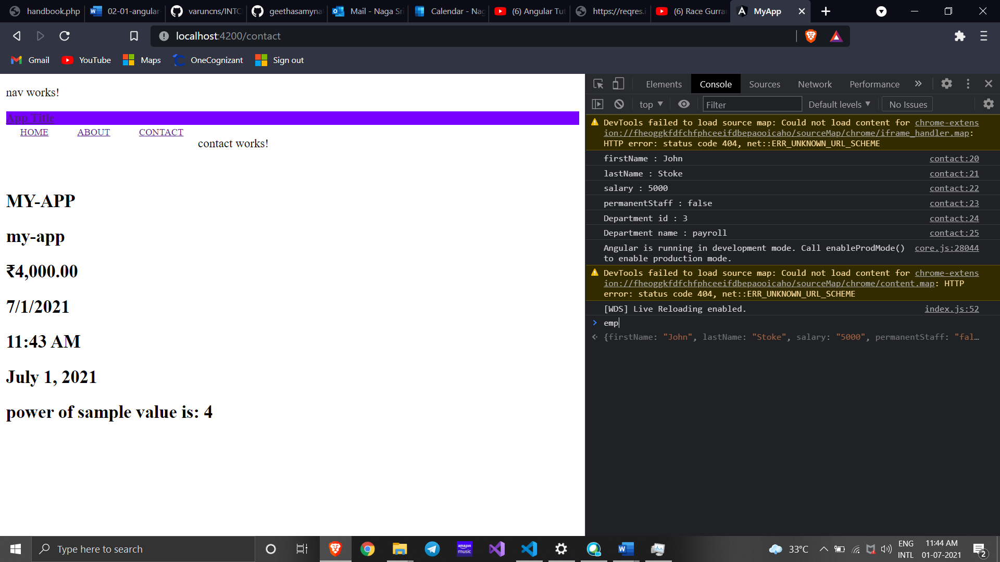 handbook.php
02-01-angular
varuncns/INTC
geethasamyna
Mail - Naga Sri
Calendar - Nag
(6) Angular Tut
https://reqres.i
(6) Race Gurra
MyApp
localhost:4200/contact
Gmail
YouTube
Maps
OneCognizant
Sign out
nav works!
App Title
HOME ABOUT CONTACT
contact works!
MY-APP
my-app
₹4,000.00
7/1/2021
11:43 AM
July 1, 2021
power of sample value is: 4
Elements Console Sources Network Performance
top Filter Default levels No Issues
DevTools failed to load source map: Could not load content for chrome-extens
ion://fheoggkfdfchfphceeifdbepaooicaho/sourceMap/chrome/iframe_handler.map:
HTTP error: status code 404, net::ERR_UNKNOWN_URL_SCHEME
firstName : John contact:20
lastName : Stoke contact:21
salary : 5000 contact:22
permanentStaff : false contact:23
Department id : 3 contact:24
Department name : payroll contact:25
Angular is running in development mode. Call enableProdMode() core.js:28044
to enable production mode.
DevTools failed to load source map: Could not load content for chrome-extens
ion://fheoggkfdfchfphceeifdbepaooicaho/sourceMap/chrome/content.map: HTTP
error: status code 404, net::ERR_UNKNOWN_URL_SCHEME
[WDS] Live Reloading enabled. index.js:52
emp
{firstName: "John", lastName: "Stoke", salary: "5000", permanentStaff: "fal…
Type here to search
amazon
music
33°C
ENG
INTL
11:44 AM
01-07-2021
2